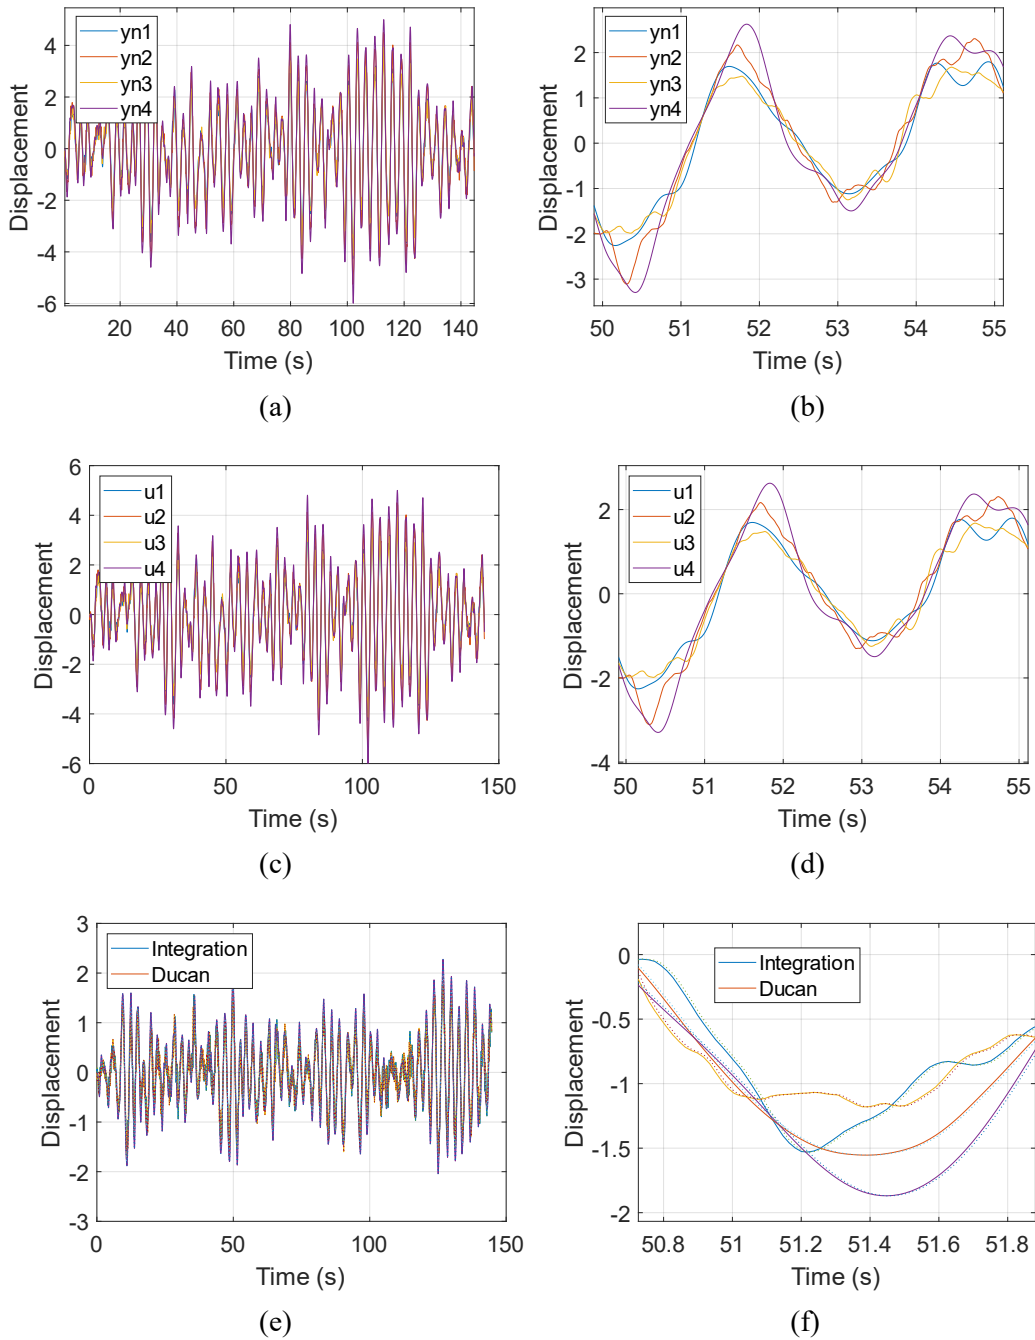 yn1
yn2
yn3
yn4
Displacement
4
2
0
-2
-4
-6
20 40 60 80 100 120 140
Time (s)
(a)
yn1
yn2
yn3
yn4
Displacement
2
1
0
-1
-2
-3
50 51 52 53 54 55
Time (s)
(b)
u1
u2
u3
u4
Displacement
6
4
2
0
-2
-4
-6
0 50 100 150
Time (s)
(c)
u1
u2
u3
u4
Displacement
2
0
-2
-4
50 51 52 53 54 55
Time (s)
(d)
Integration
Ducan
Displacement
3
2
1
0
-1
-2
-3
0 50 100 150
Time (s)
(e)
Integration
Ducan
Displacement
0
-0.5
-1
-1.5
-2
50.8 51 51.2 51.4 51.6 51.8
Time (s)
(f)